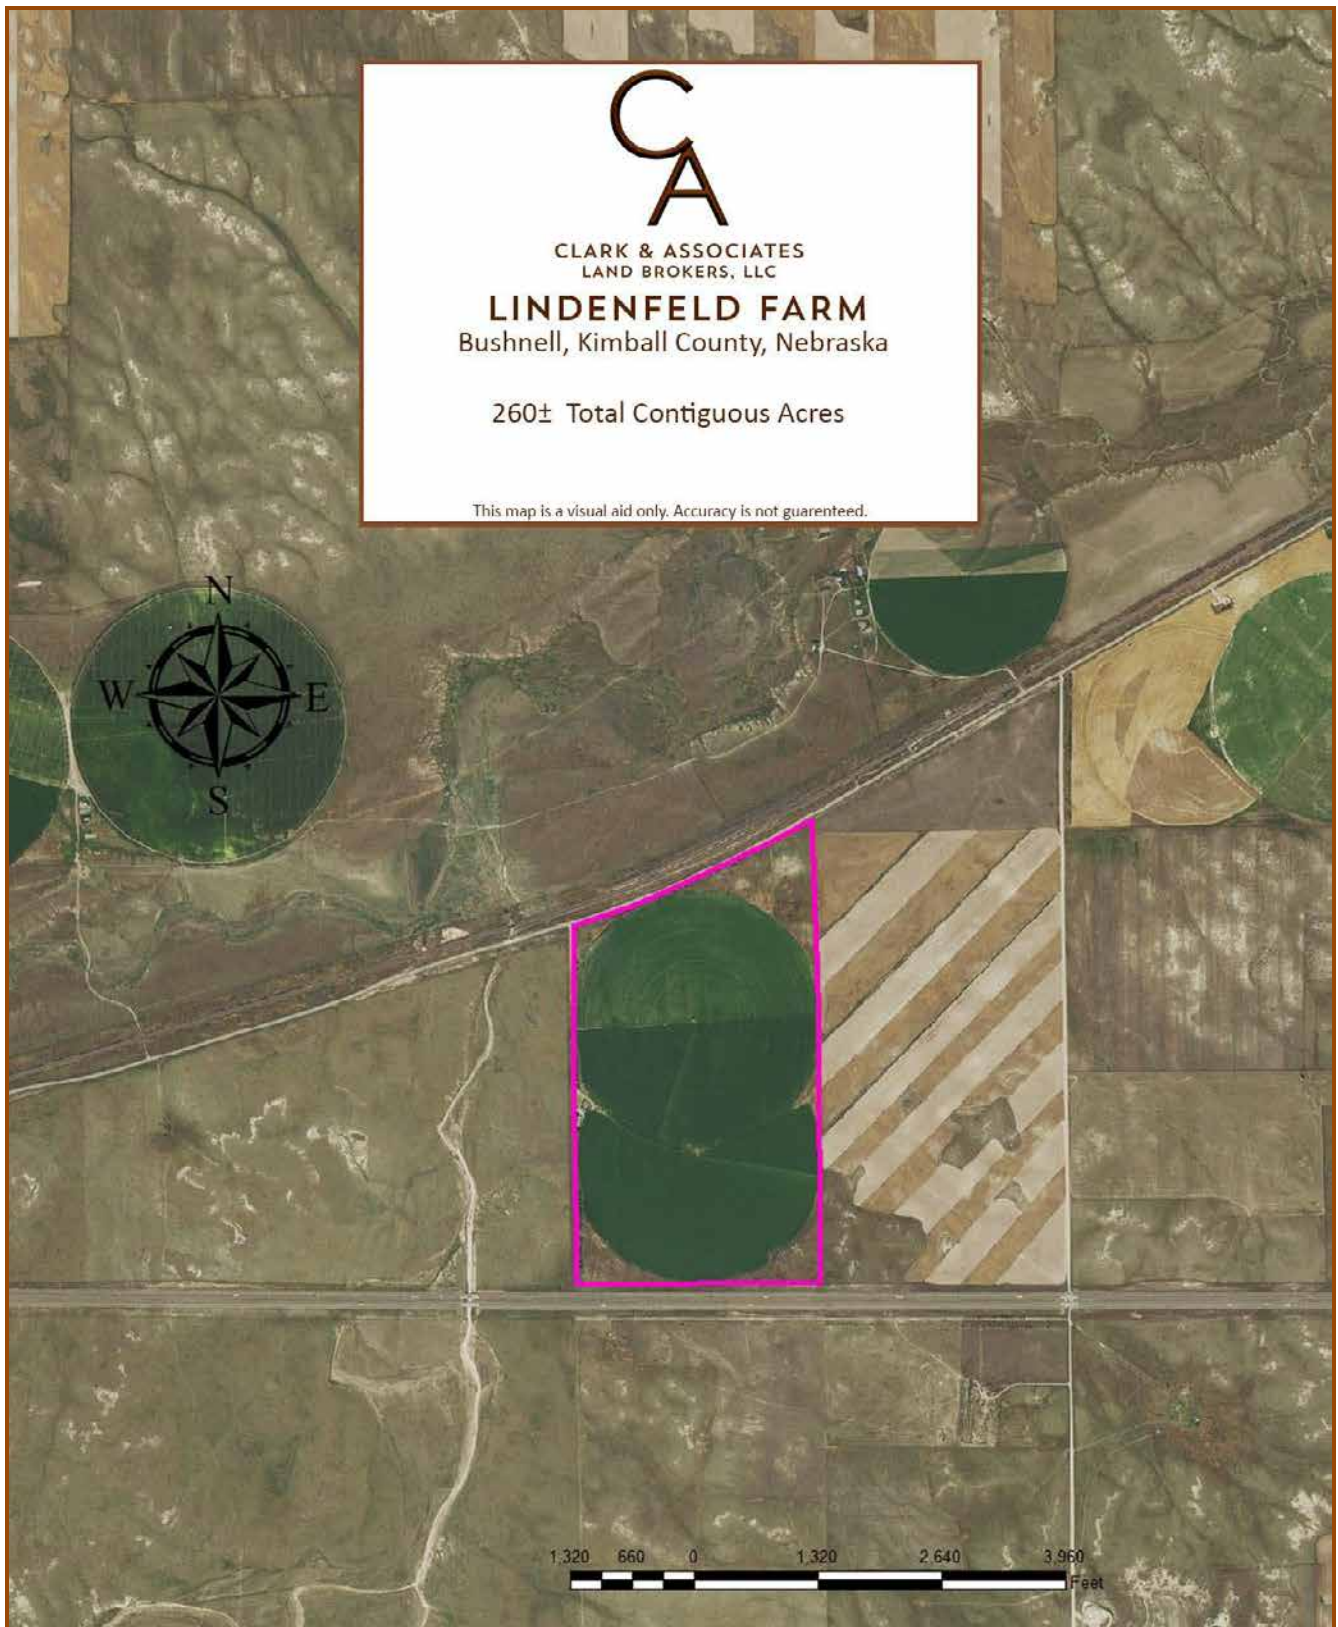 CA
CLARK & ASSOCIATES
LAND BROKERS, LLC
LINDENFELD FARM
Bushnell, Kimball County, Nebraska
260± Total Contiguous Acres
This map is a visual aid only. Accuracy is not guarenteed.
N
W E
S
1,320 660 0 1,320 2,640 3,960
Feet